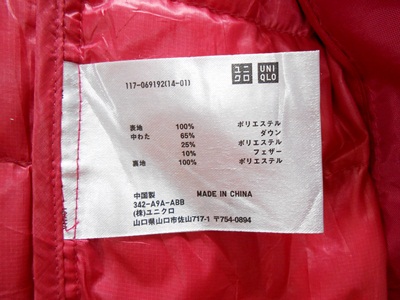 117-069192(14-01)
ユニクロ
UNIQLO
表地 100% ポリエステル
中わた 65% ダウン
25% ポリエステル
10% フェザー
裏地 100% ポリエステル
中国製 MADE IN CHINA
342-A9A-ABB
(株)ユニクロ
山口県山口市佐山717-1 〒754-0894